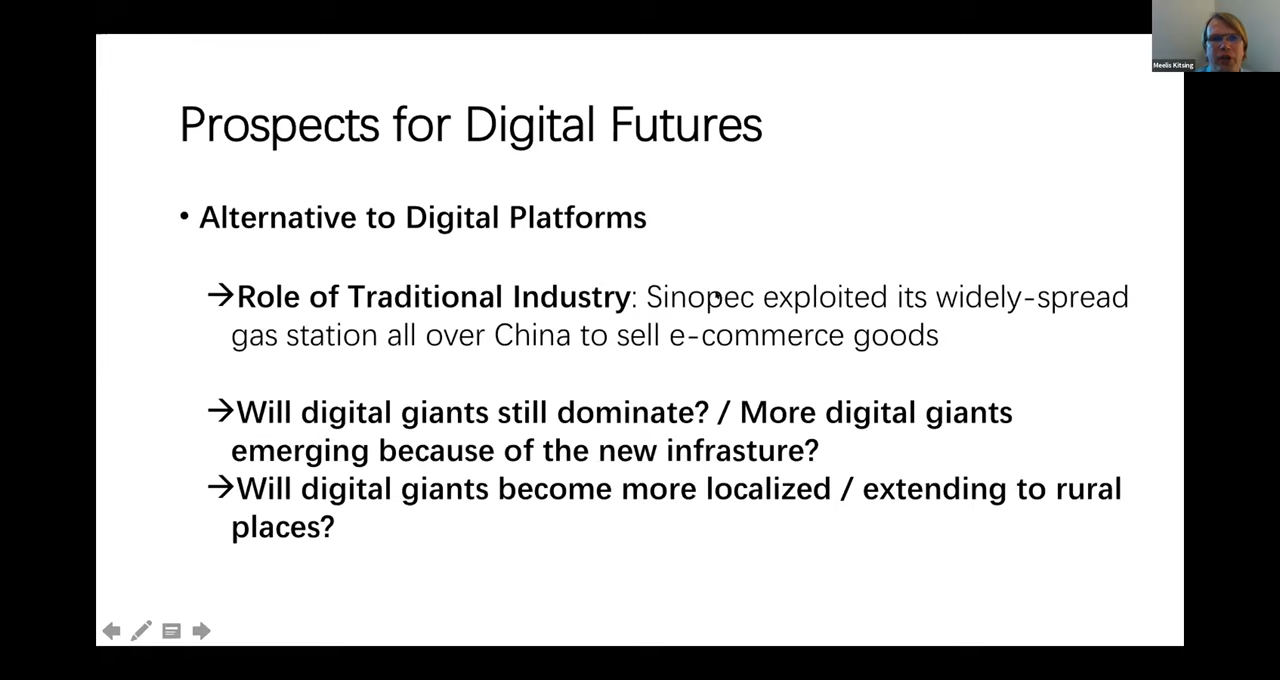 Meelis Kitsing
Prospects for Digital Futures
• Alternative to Digital Platforms
→Role of Traditional Industry: Sinopec exploited its widely-spread
gas station all over China to sell e-commerce goods
→Will digital giants still dominate? / More digital giants
emerging because of the new infrasture?
→Will digital giants become more localized / extending to rural
places?